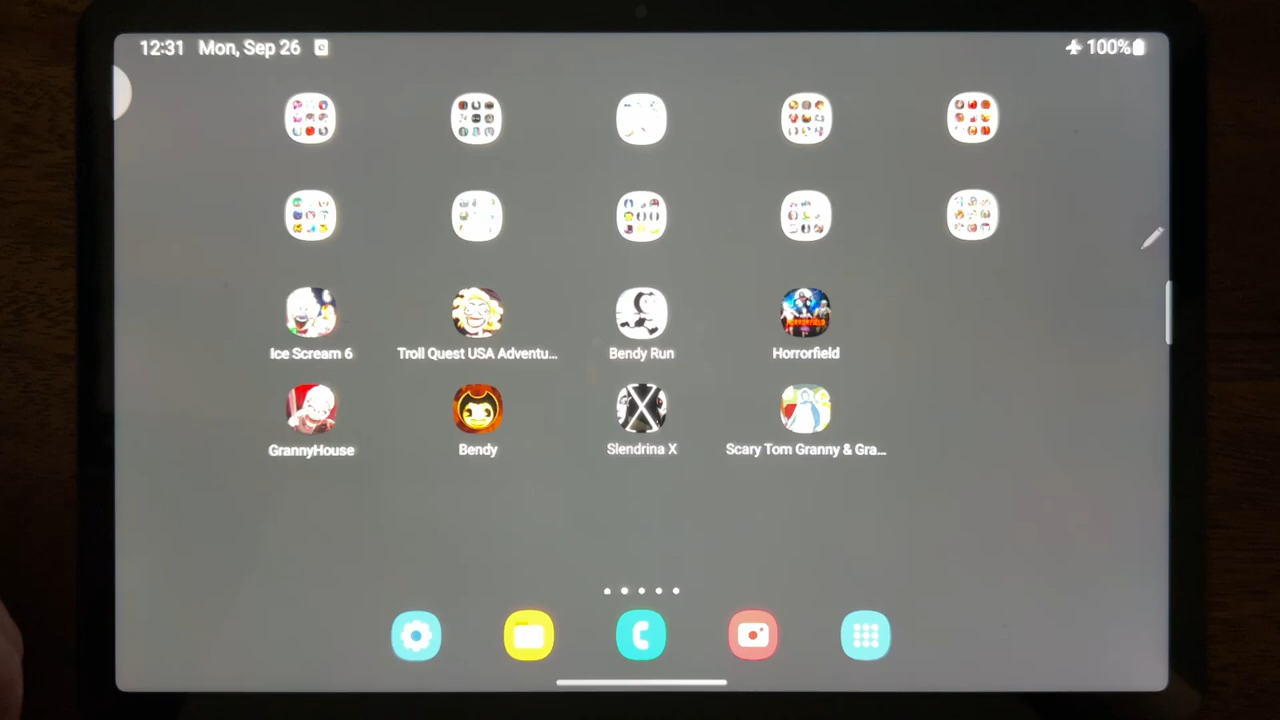 12:31 Mon, Sep 26
100%
Ice Scream 6
Troll Quest USA Adventu...
Bendy Run
Horrorfield
GrannyHouse
Bendy
Slendrina X
Scary Tom Granny & Gra...
HORRORFIELD